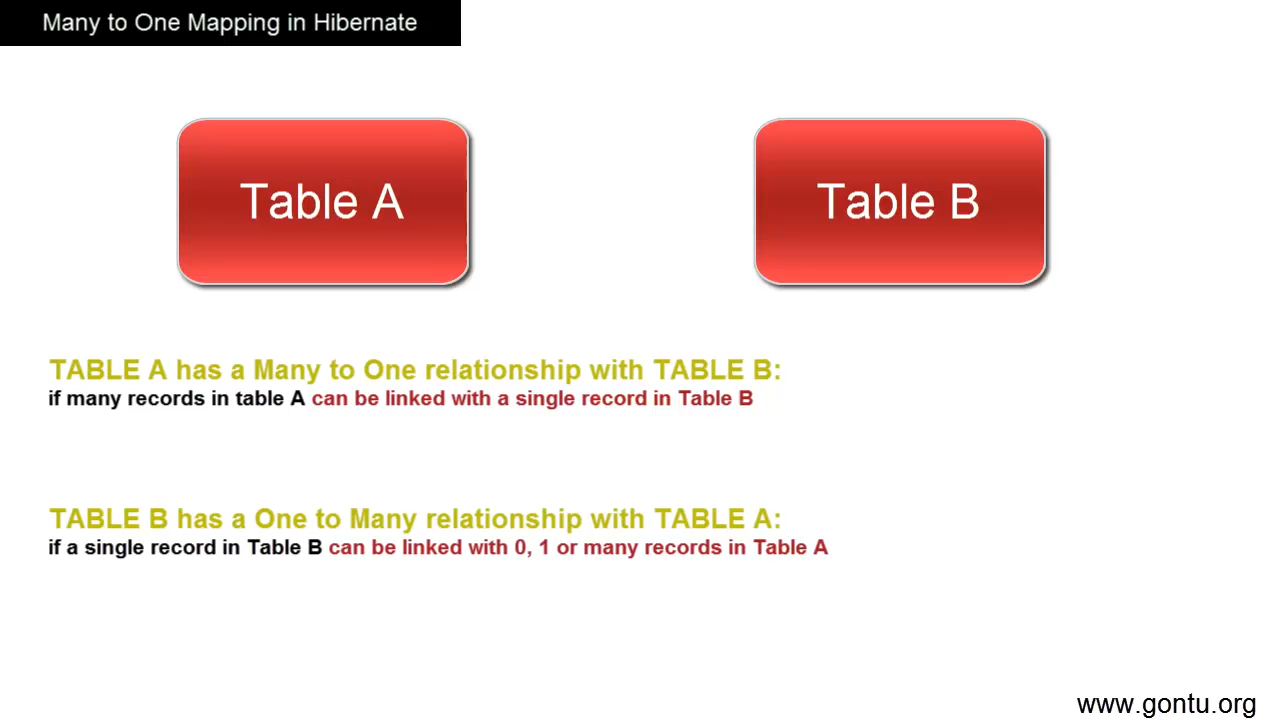 Many to One Mapping in Hibernate
Table A
Table B
TABLE A has a Many to One relationship with TABLE B:
if many records in table A can be linked with a single record in Table B
TABLE B has a One to Many relationship with TABLE A:
if a single record in Table B can be linked with 0, 1 or many records in Table A
www.gontu.org